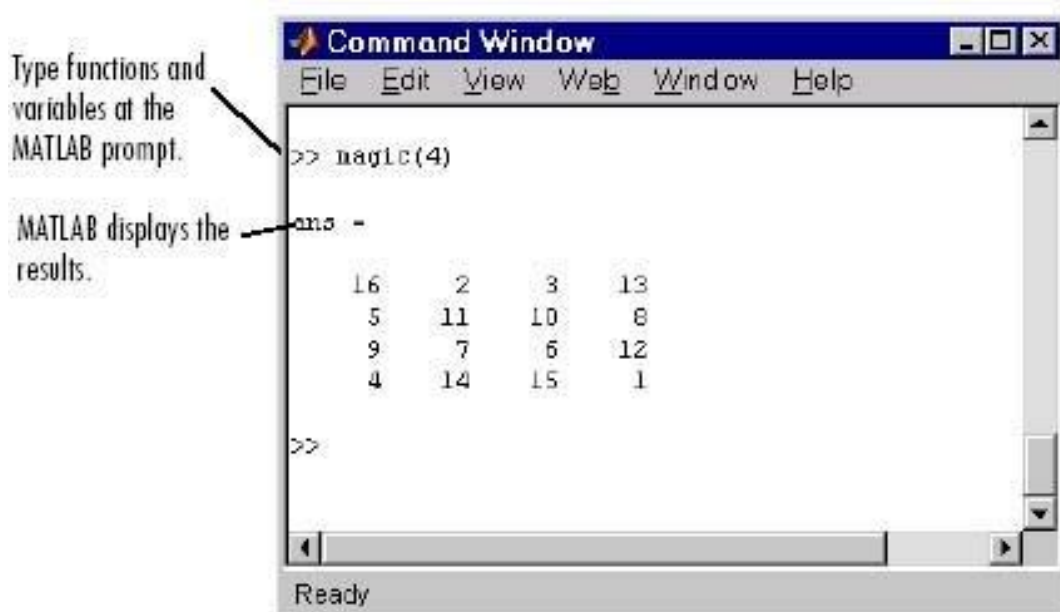 Type functions and
variables at the
MATLAB prompt.
MATLAB displays the
results.
Command Window
File Edit View Web Window Help
>> magic(4)
ans =
16 2 3 13
5 11 10 8
9 7 6 12
4 14 15 1
>>
Ready